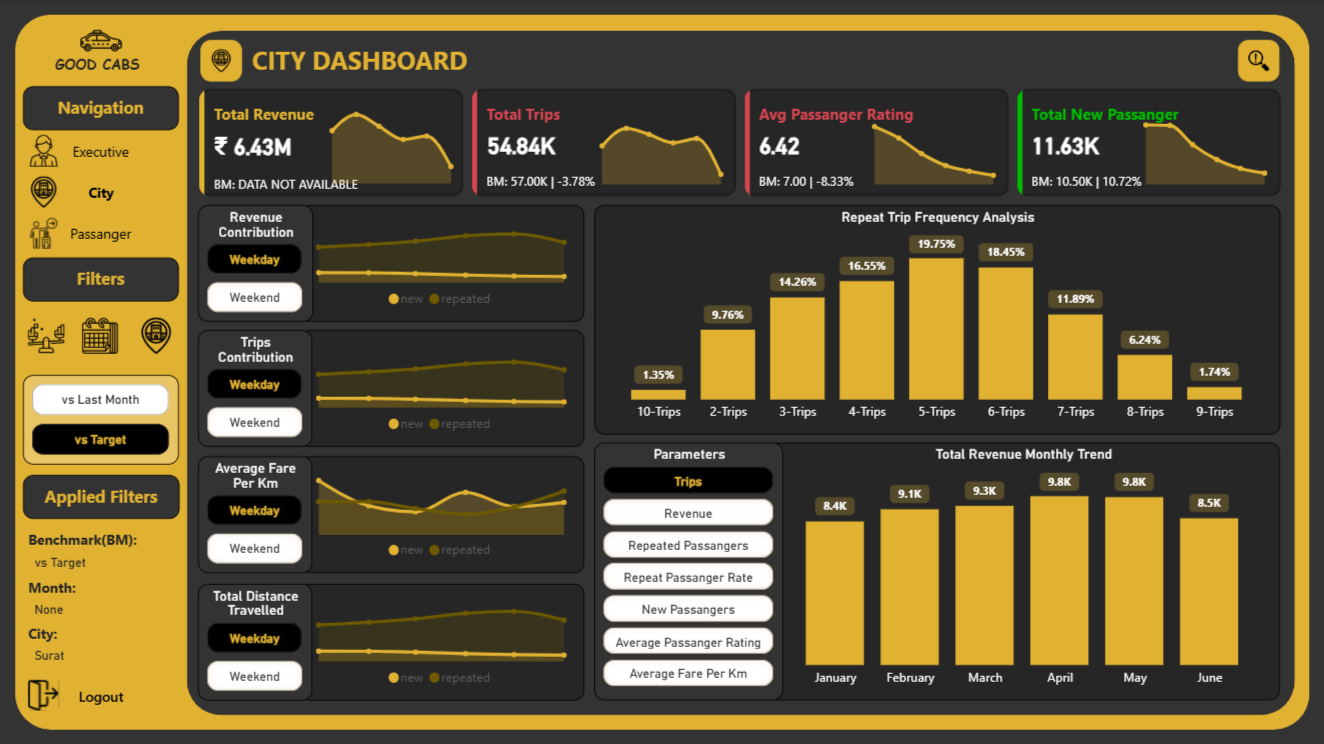 GOOD CABS
Navigation
Executive
City
Passanger
Filters
vs Last Month
vs Target
Applied Filters
Benchmark(BM):
vs Target
Month:
None
City:
Surat
Logout
CITY DASHBOARD
Total Revenue
₹ 6.43M
BM: DATA NOT AVAILABLE
Total Trips
54.84K
BM: 57.00K | -3.78%
Avg Passanger Rating
6.42
BM: 7.00 | -8.33%
Total New Passanger
11.63K
BM: 10.50K | 10.72%
Revenue
Contribution
Weekday
Weekend
new repeated
Trips
Contribution
Weekday
Weekend
new repeated
Average Fare
Per Km
Weekday
Weekend
new repeated
Total Distance
Travelled
Weekday
Weekend
new repeated
Repeat Trip Frequency Analysis
1.35% 9.76% 14.26% 16.55% 19.75% 18.45% 11.89% 6.24% 1.74%
10-Trips 2-Trips 3-Trips 4-Trips 5-Trips 6-Trips 7-Trips 8-Trips 9-Trips
Parameters
Trips
Revenue
Repeated Passangers
Repeat Passanger Rate
New Passangers
Average Passanger Rating
Average Fare Per Km
Total Revenue Monthly Trend
8.4K 9.1K 9.3K 9.8K 9.8K 8.5K
January February March April May June